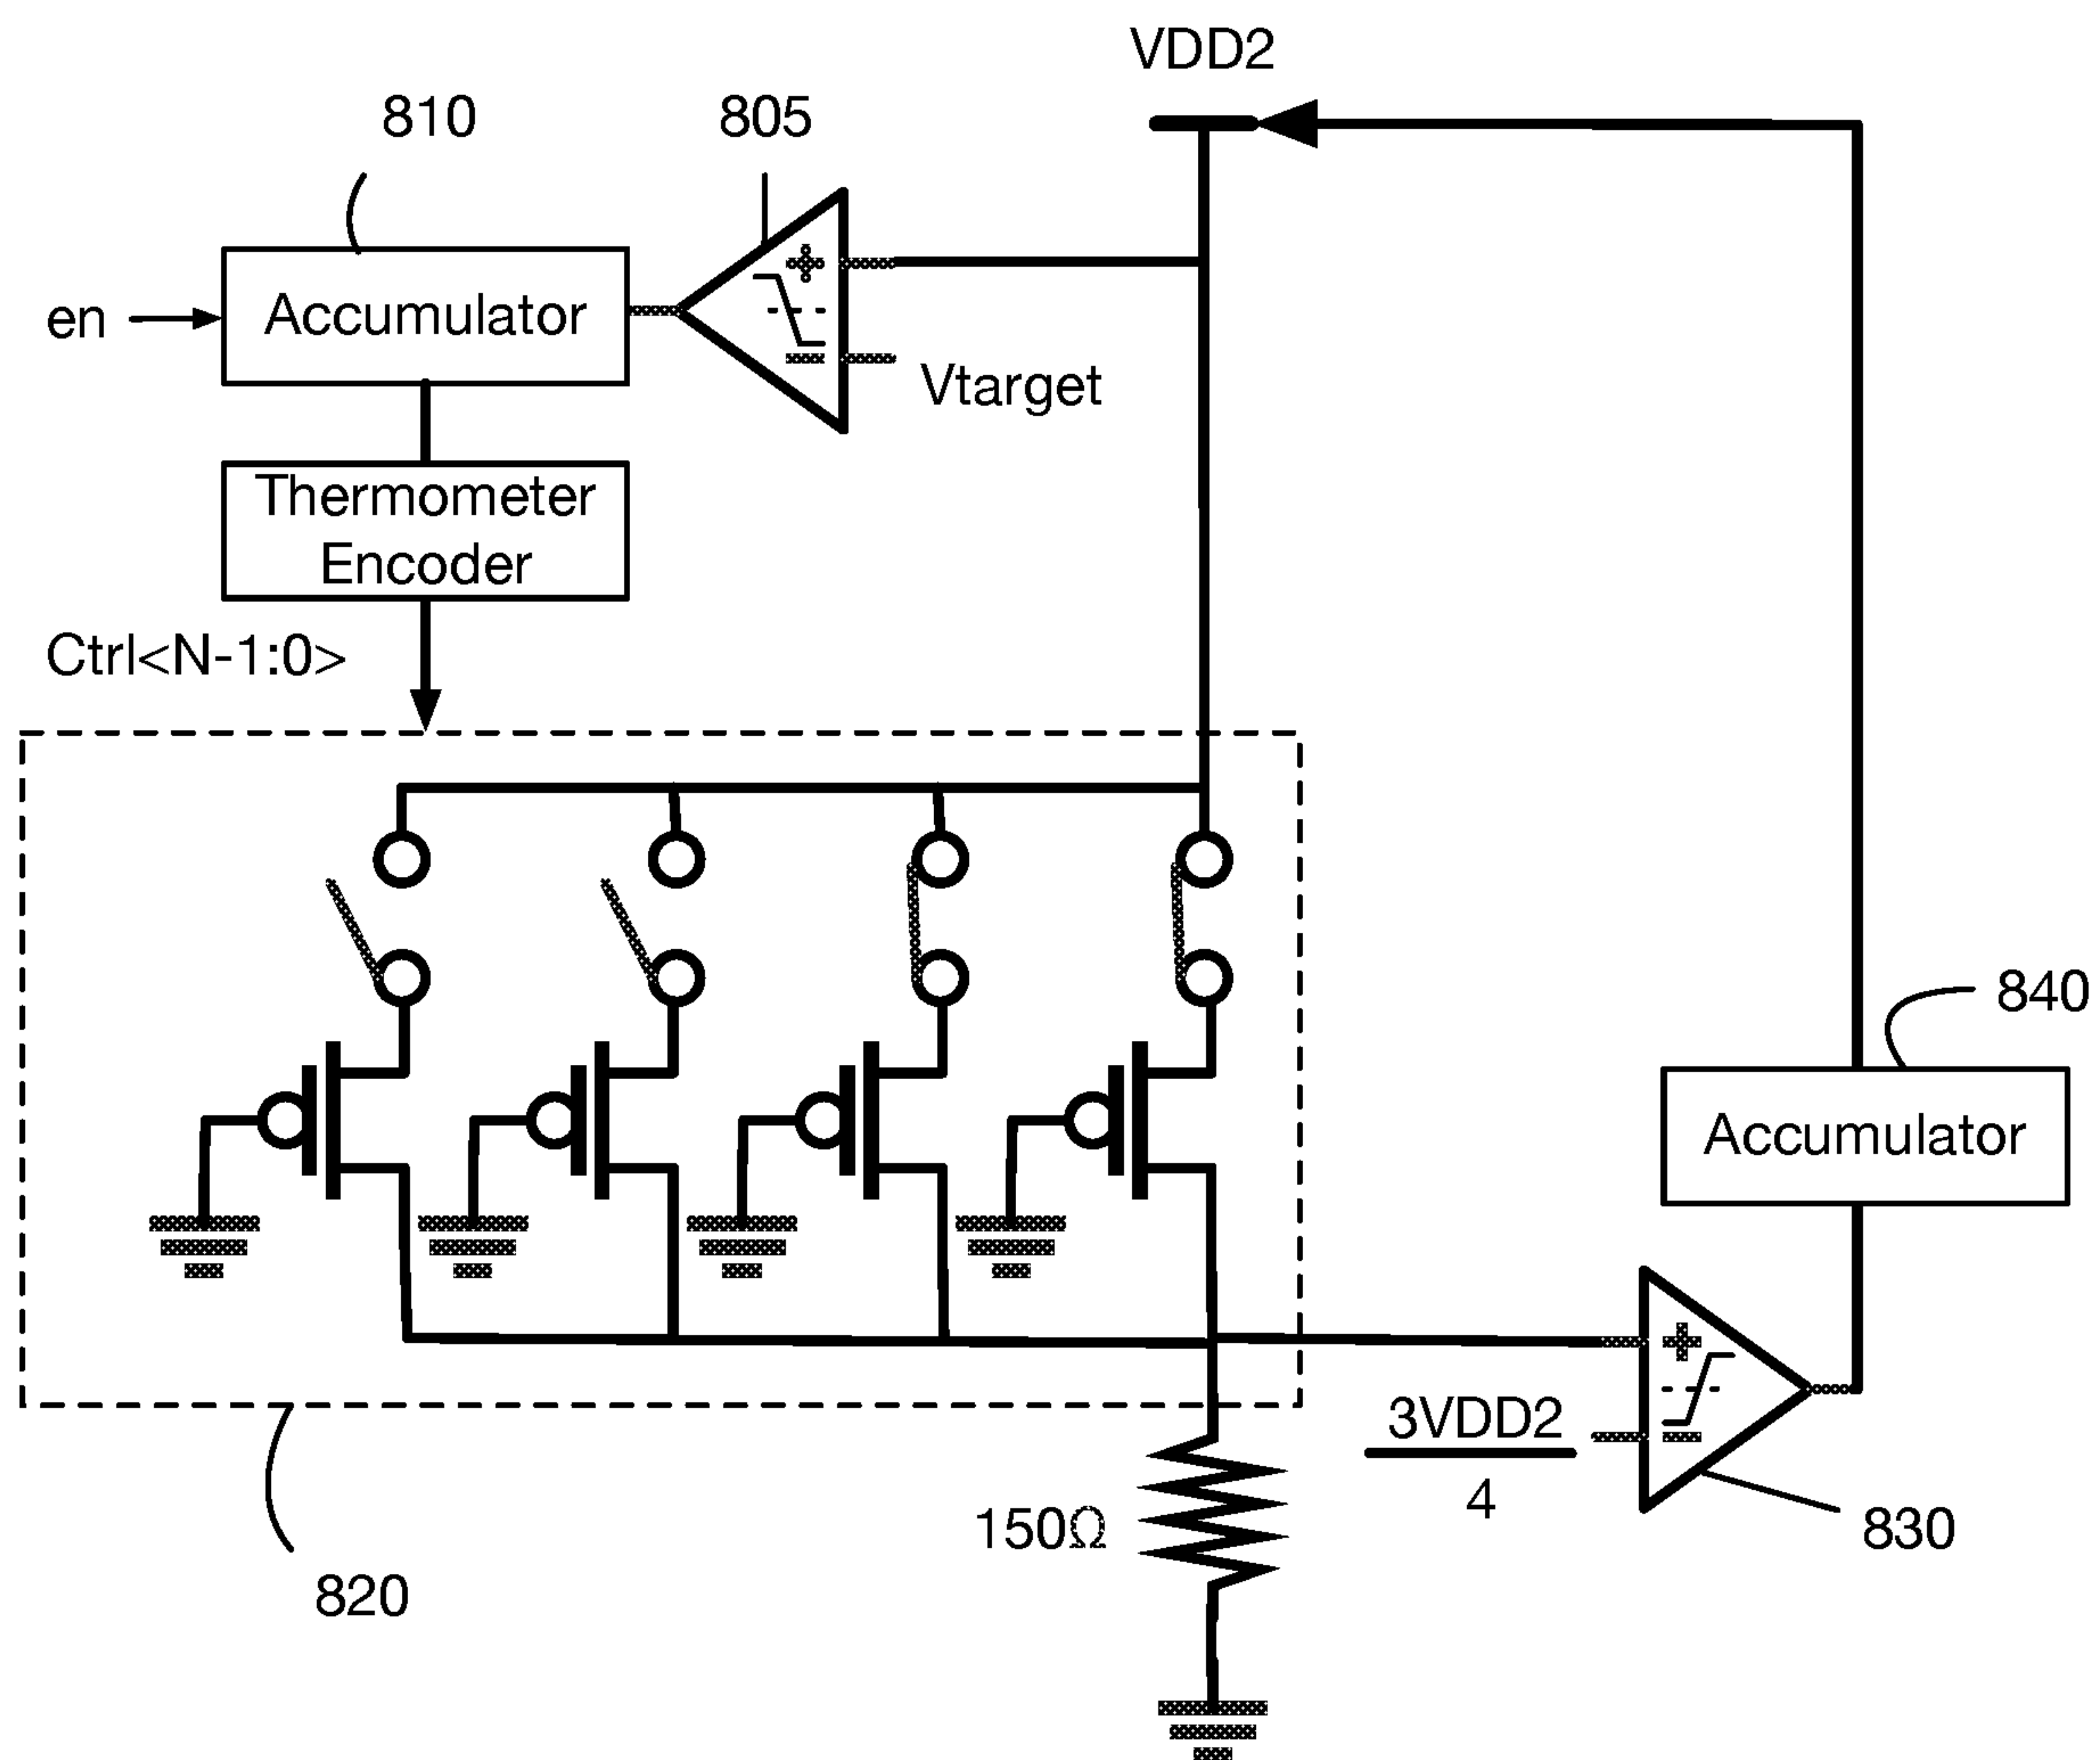 VDD2
810
805
en
Accumulator
+
-
Vtarget
Thermometer
Encoder
Ctrl<N-1:0>
840
Accumulator
+
-
3VDD2
4
830
150Ω
820